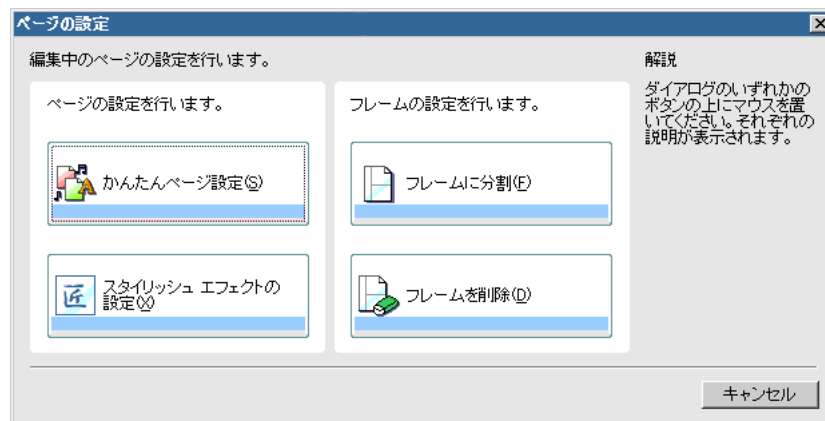 ページの設定
編集中のページの設定を行います。
ページの設定を行います。
かんたんページ設定(S)
スタイリッシュ エフェクトの
設定(X)
フレームの設定を行います。
フレームに分割(F)
フレームを削除(D)
解説
ダイアログのいずれかの
ボタンの上にマウスを置
いてください。それぞれの
説明が表示されます。
キャンセル